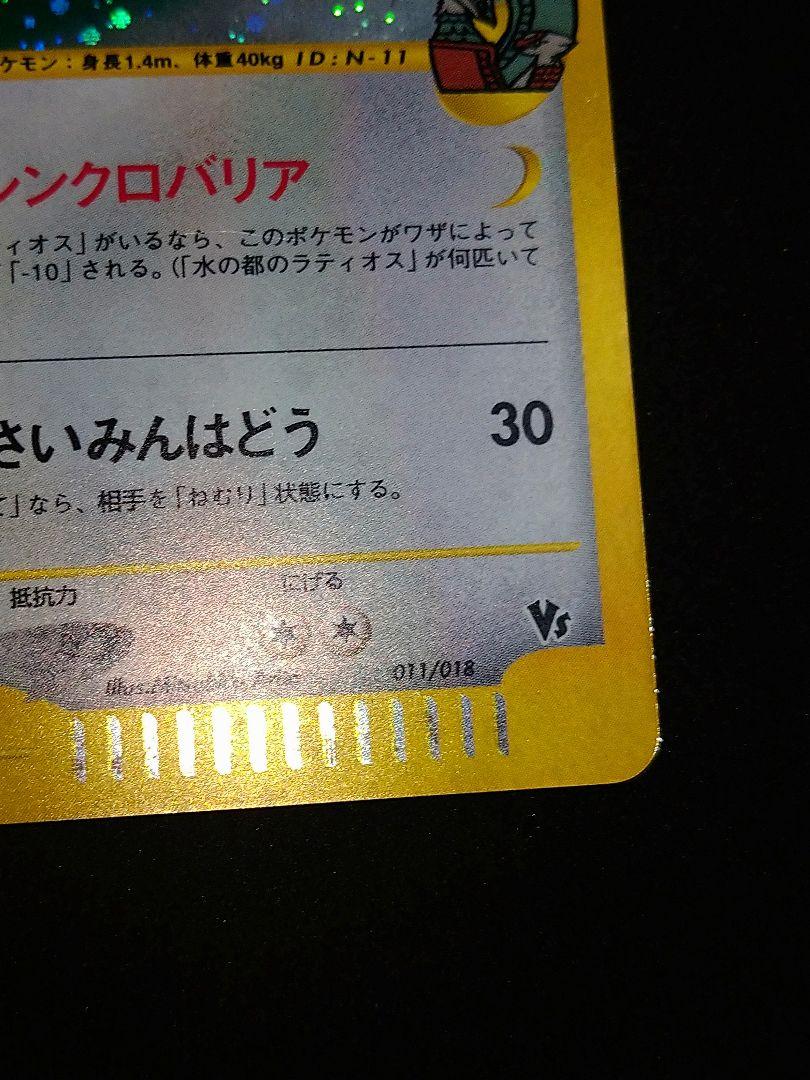 ケモン：身長1.4m、体重40kg ID:N-11
シンクロバリア
ィオス」がいるなら、このポケモンがワザによって
「-10」される。（「水の都のラティオス」が何匹いて
30
さいみんはどう
」なら、相手を「ねむり」状態にする。
抵抗力 にげる
Vs
Illus.
011/018